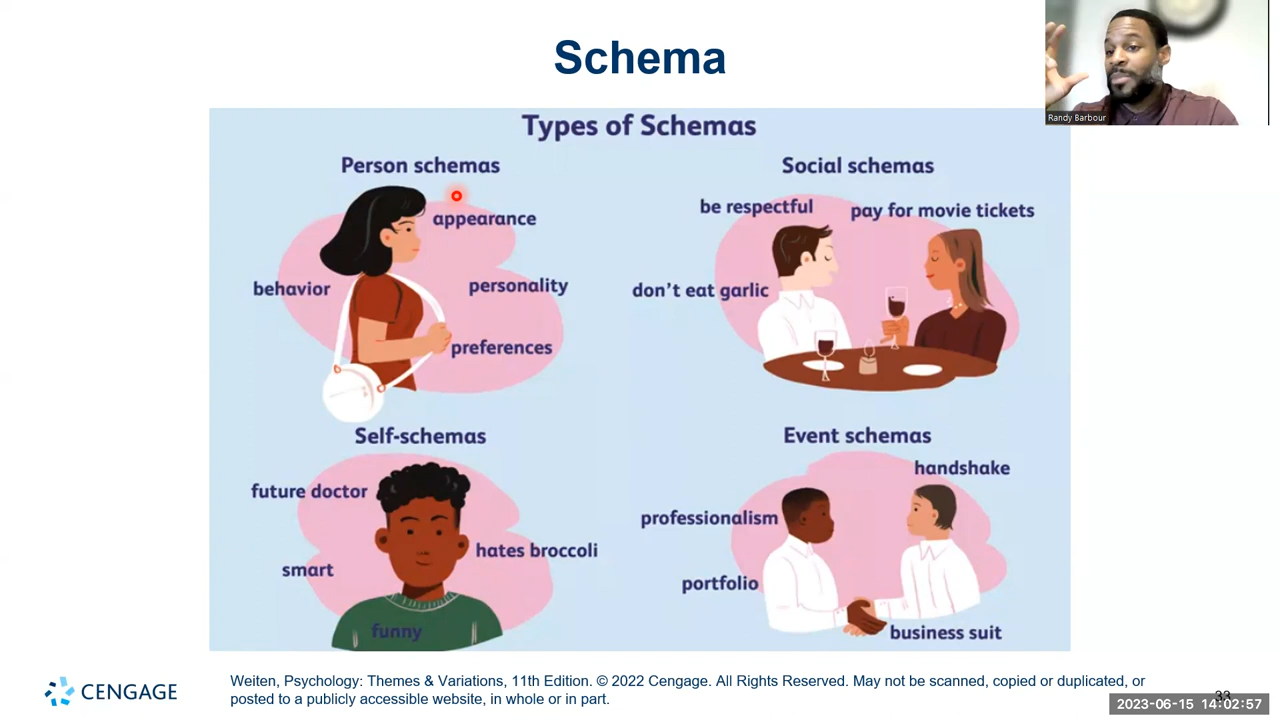 Schema
Randy Barbour
Types of Schemas
Person schemas
appearance
behavior
personality
preferences
Social schemas
be respectful
pay for movie tickets
don't eat garlic
Self-schemas
future doctor
hates broccoli
smart
funny
Event schemas
handshake
professionalism
portfolio
business suit
CENGAGE
Weiten, Psychology: Themes & Variations, 11th Edition. © 2022 Cengage. All Rights Reserved. May not be scanned, copied or duplicated, or
posted to a publicly accessible website, in whole or in part.
33
2023-06-15 14:02:57